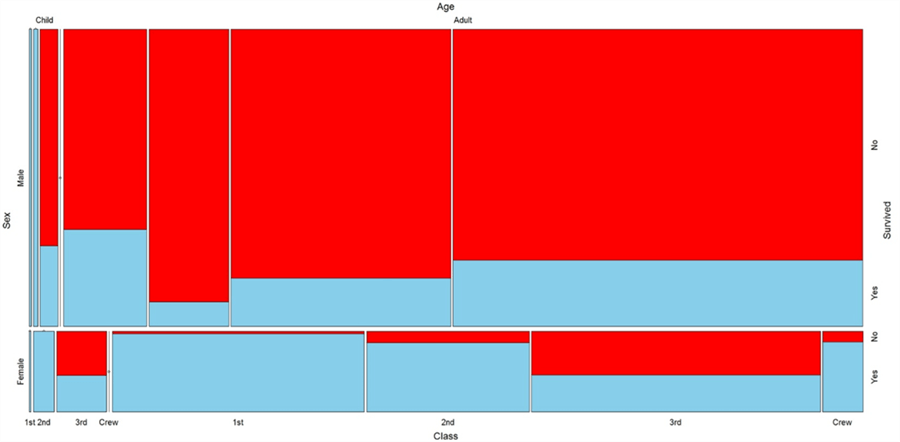 Age
Child Adult
Male
Female
Sex
No
Yes
No
Yes
Survived
1st 2nd 3rd Crew 1st 2nd 3rd Crew
Class